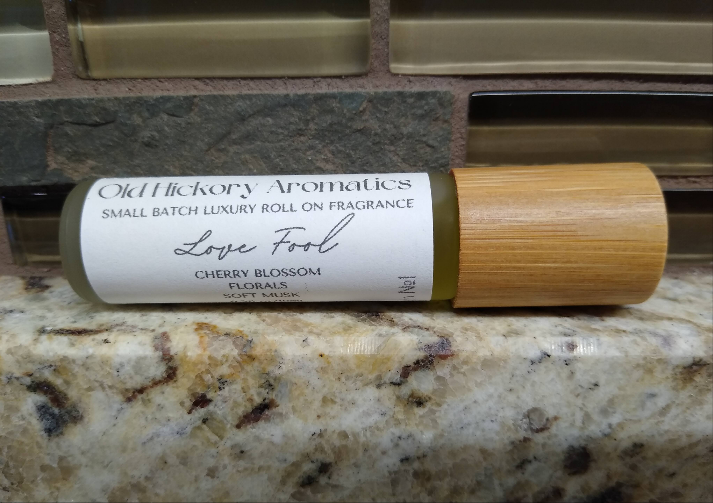 Old Hickory Aromatics
SMALL BATCH LUXURY ROLL ON FRAGRANCE
Love Fool
CHERRY BLOSSOM
FLORALS
SOFT MUSK